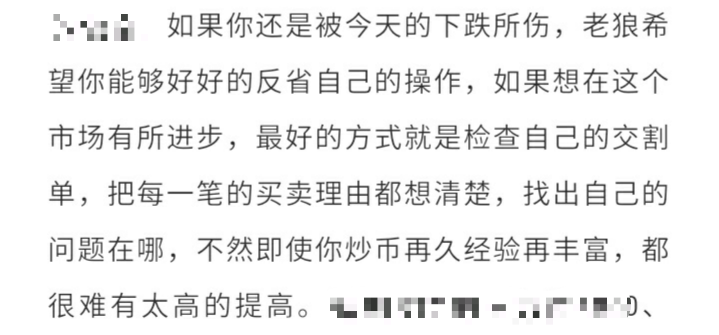 如果你还是被今天的下跌所伤，老狼希
望你能够好好的反省自己的操作，如果想在这个
市场有所进步，最好的方式就是检查自己的交割
单，把每一笔的买卖理由都想清楚，找出自己的
问题在哪，不然即使你炒币再久经验再丰富，都
很难有太高的提高。